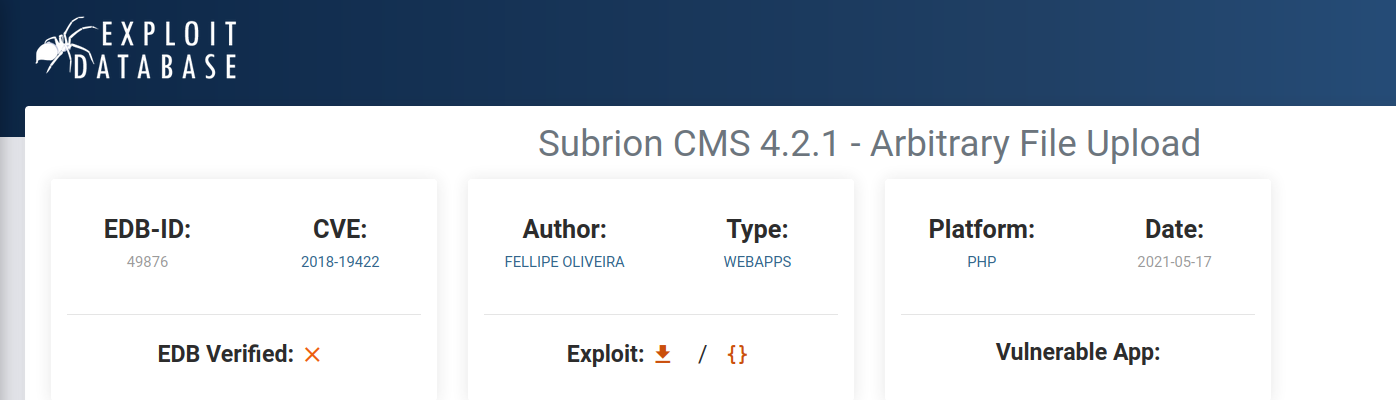 EXPLOIT
DATABASE
Subrion CMS 4.2.1 - Arbitrary File Upload
EDB-ID:
49876
CVE:
2018-19422
EDB Verified:
Author:
FELLIPE OLIVEIRA
Type:
WEBAPPS
Exploit: / {}
Platform:
PHP
Date:
2021-05-17
Vulnerable App: